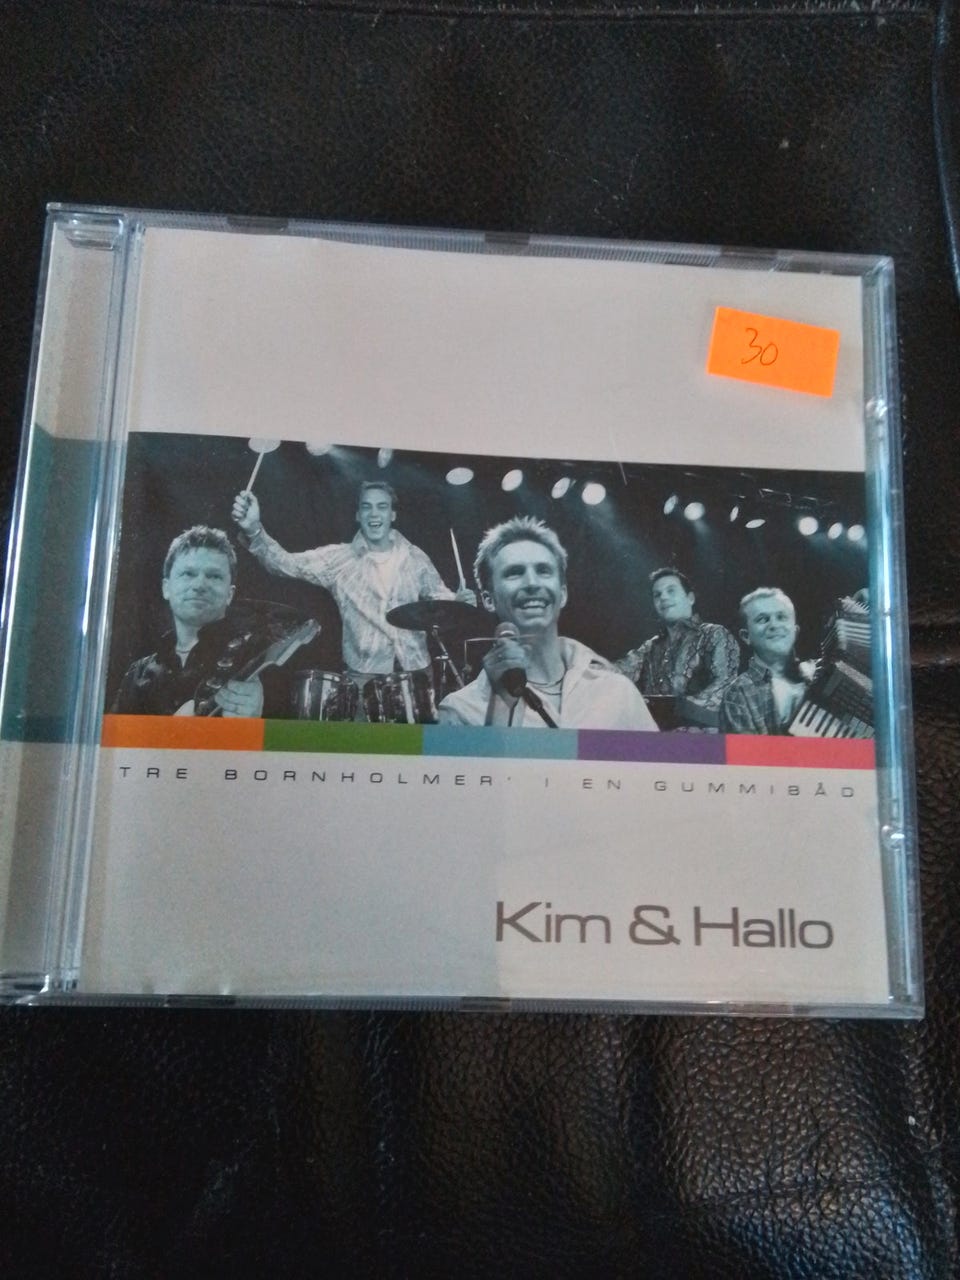 30
TRE BORNHOLMER' I EN GUMMIBÅD
Kim & Hallo